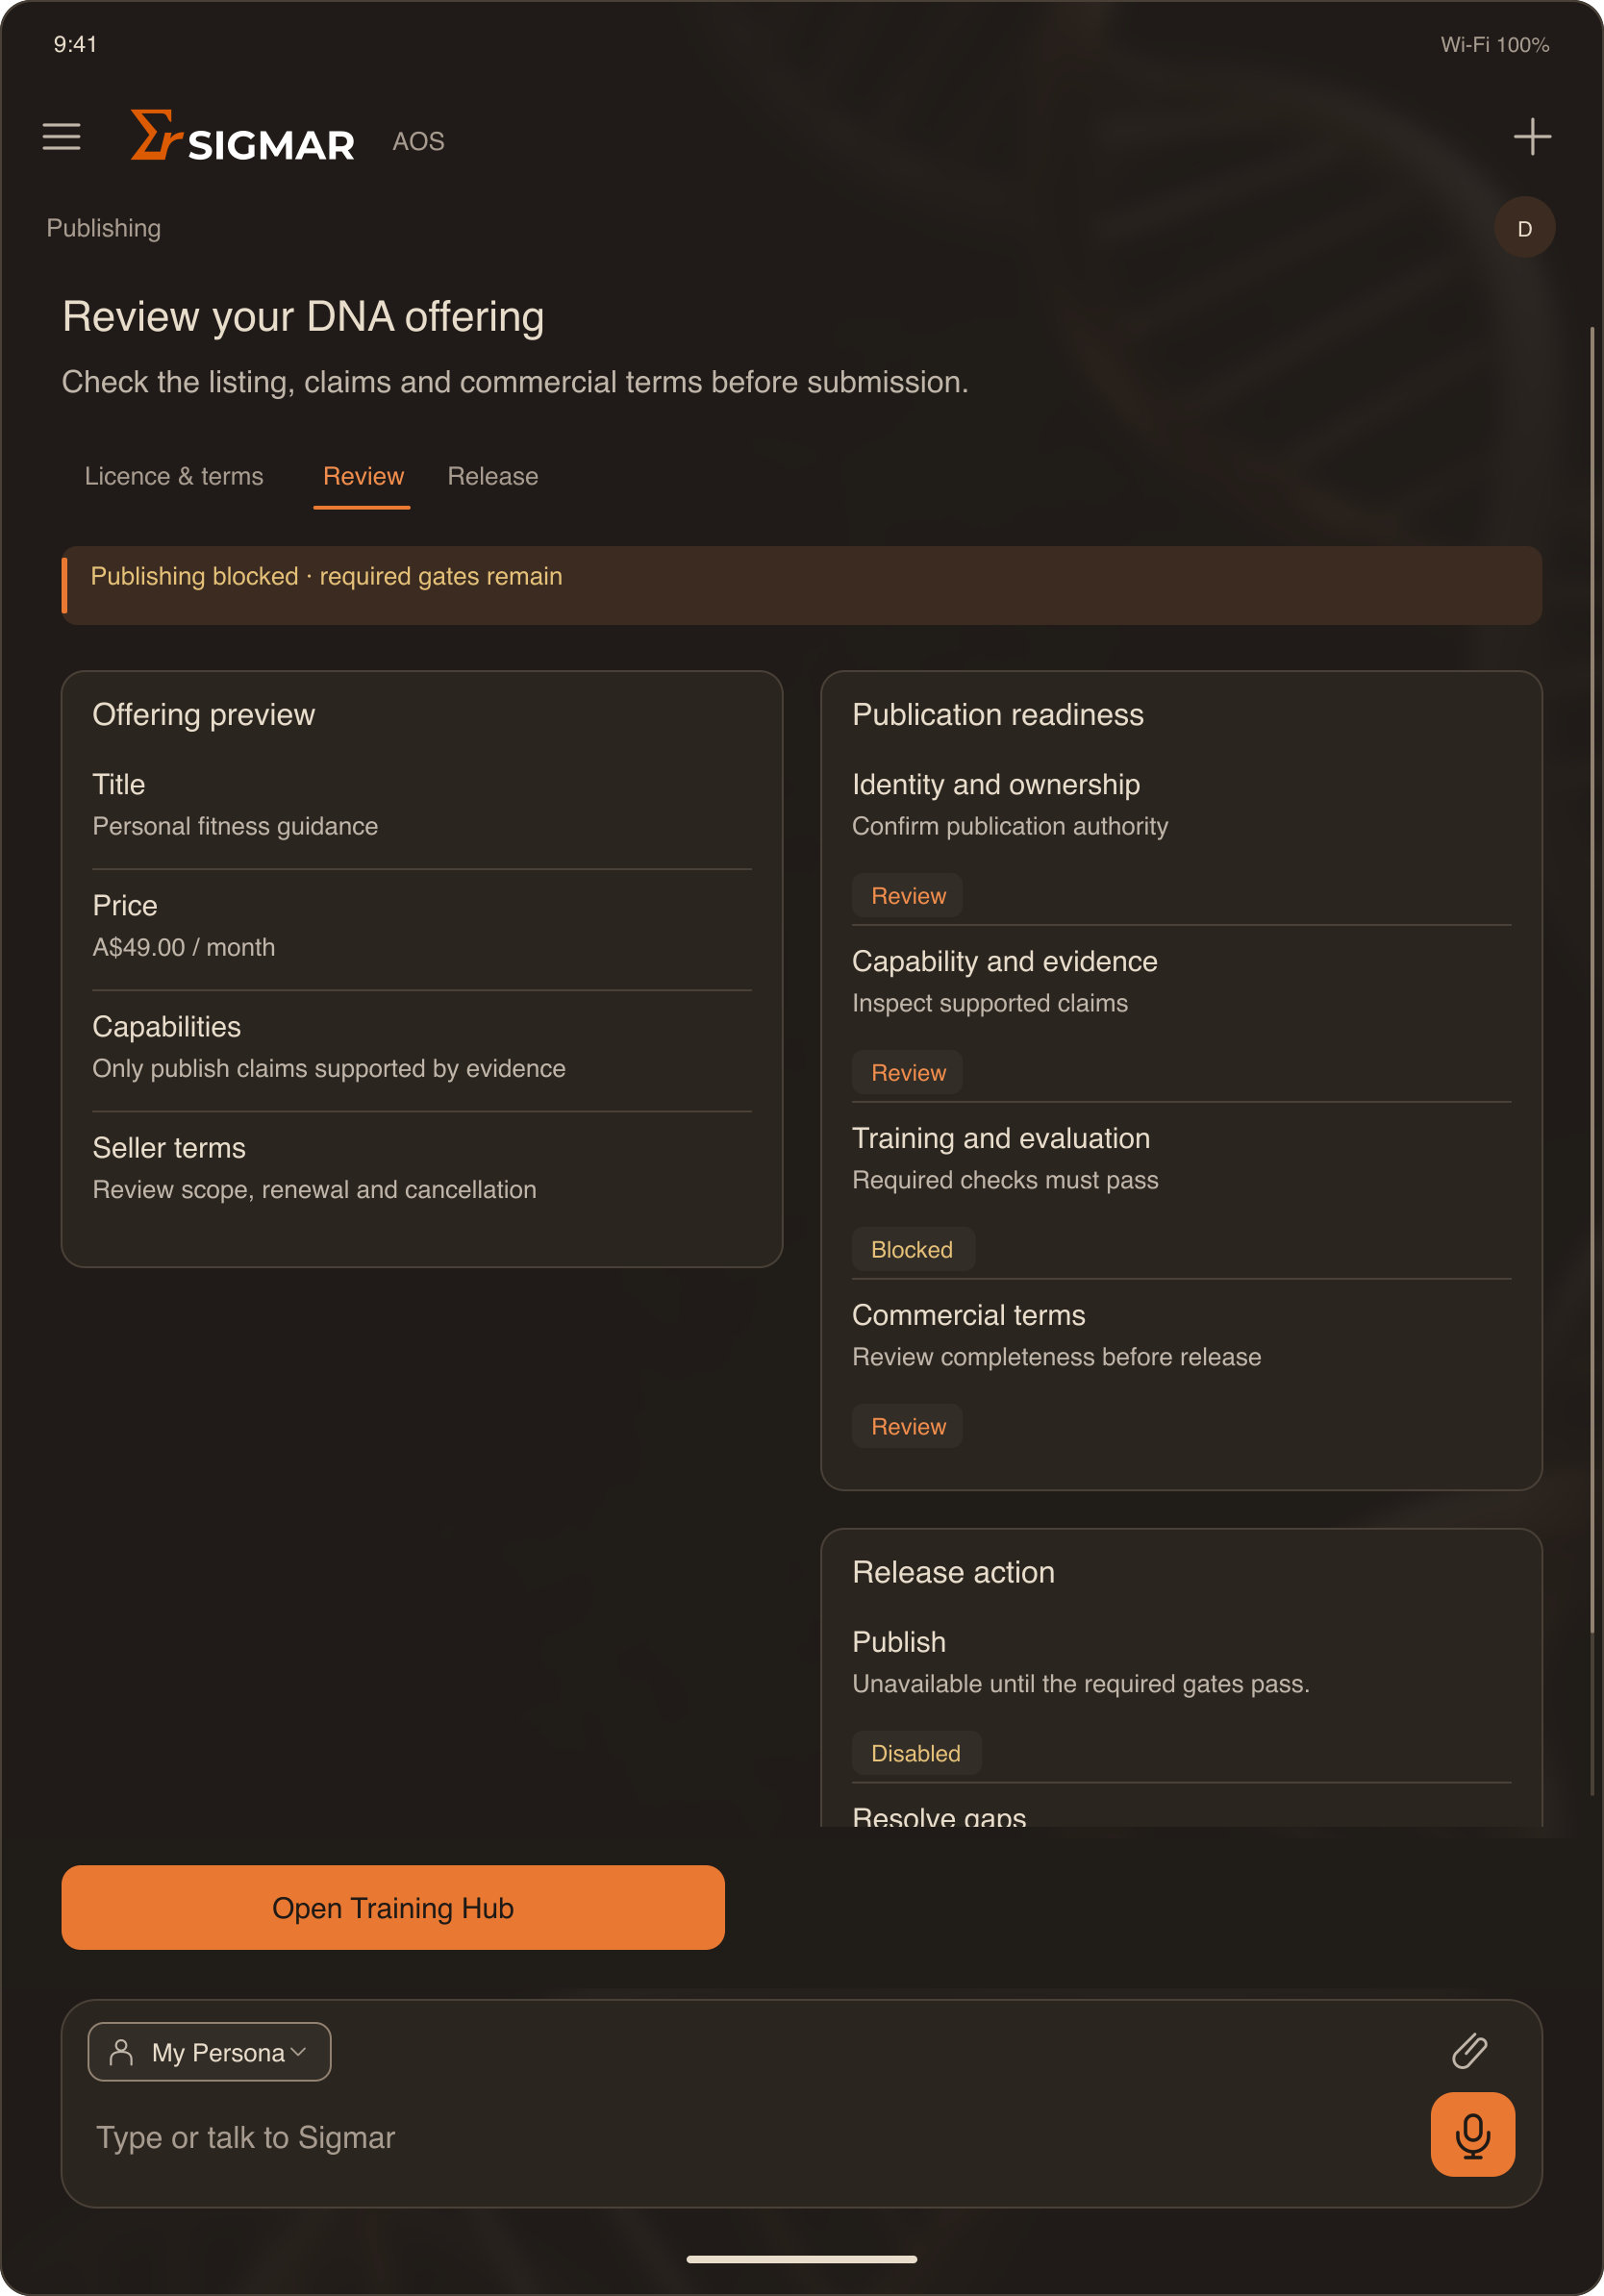 9:41
Wi-Fi 100%
Σr SIGMAR AOS
Publishing
D
Review your DNA offering
Check the listing, claims and commercial terms before submission.
Licence & terms
Review
Release
Publishing blocked · required gates remain
Offering preview
Title
Personal fitness guidance
Price
A$49.00 / month
Capabilities
Only publish claims supported by evidence
Seller terms
Review scope, renewal and cancellation
Publication readiness
Identity and ownership
Confirm publication authority
Review
Capability and evidence
Inspect supported claims
Review
Training and evaluation
Required checks must pass
Blocked
Commercial terms
Review completeness before release
Review
Release action
Publish
Unavailable until the required gates pass.
Disabled
Resolve gaps
Open Training Hub
My Persona
Type or talk to Sigmar